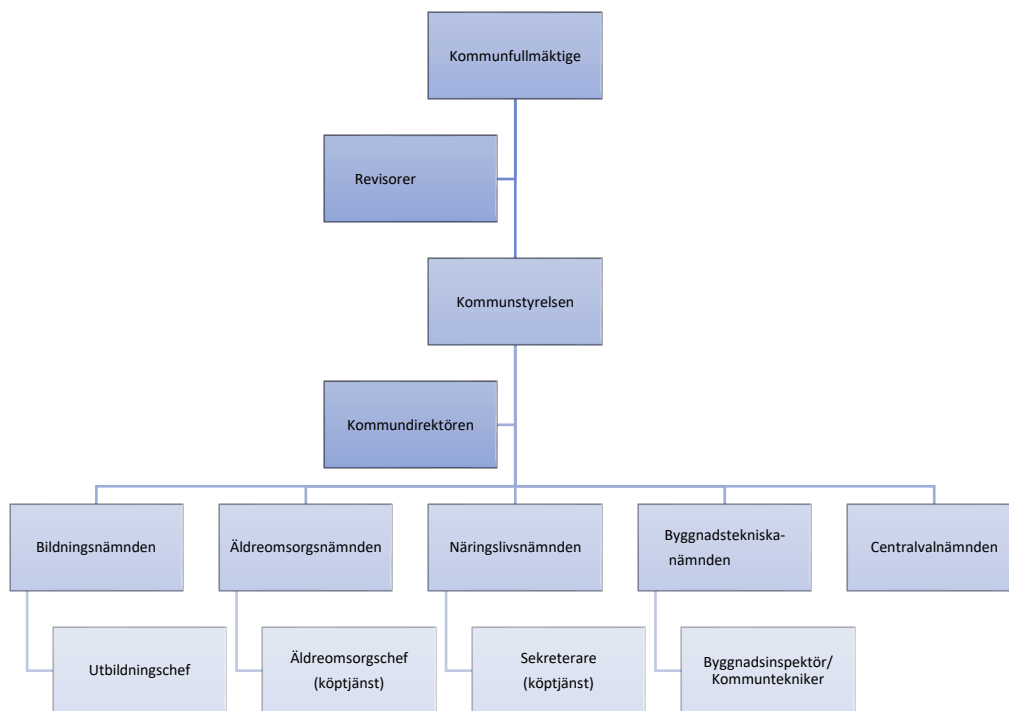 Kommunfullmäktige
Revisorer
Kommunstyrelsen
Kommundirektören
Bildningsnämnden
Äldreomsorgsnämnden
Näringslivsnämnden
Byggnadstekniska-
nämnden
Centralvalnämnden
Utbildningschef
Äldreomsorgschef
(köptjänst)
Sekreterare
(köptjänst)
Byggnadsinspektör/
Kommuntekniker